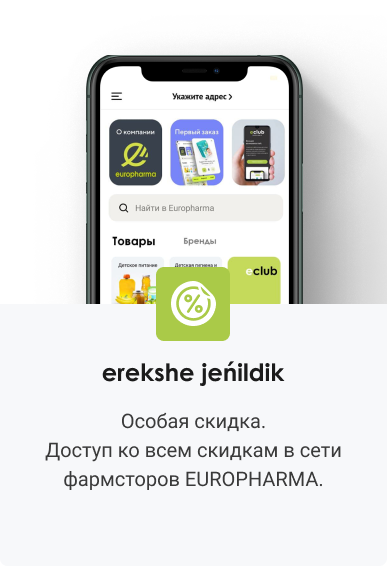 Укажите адрес
О компании
europharma
Первый заказ
eclub
Найти в Europharma
Товары
Бренды
Детское питание
Детская гигиена и
eclub
erekshe jeńildik
Особая скидка.
Доступ ко всем скидкам в сети
фармсторов EUROPHARMA.